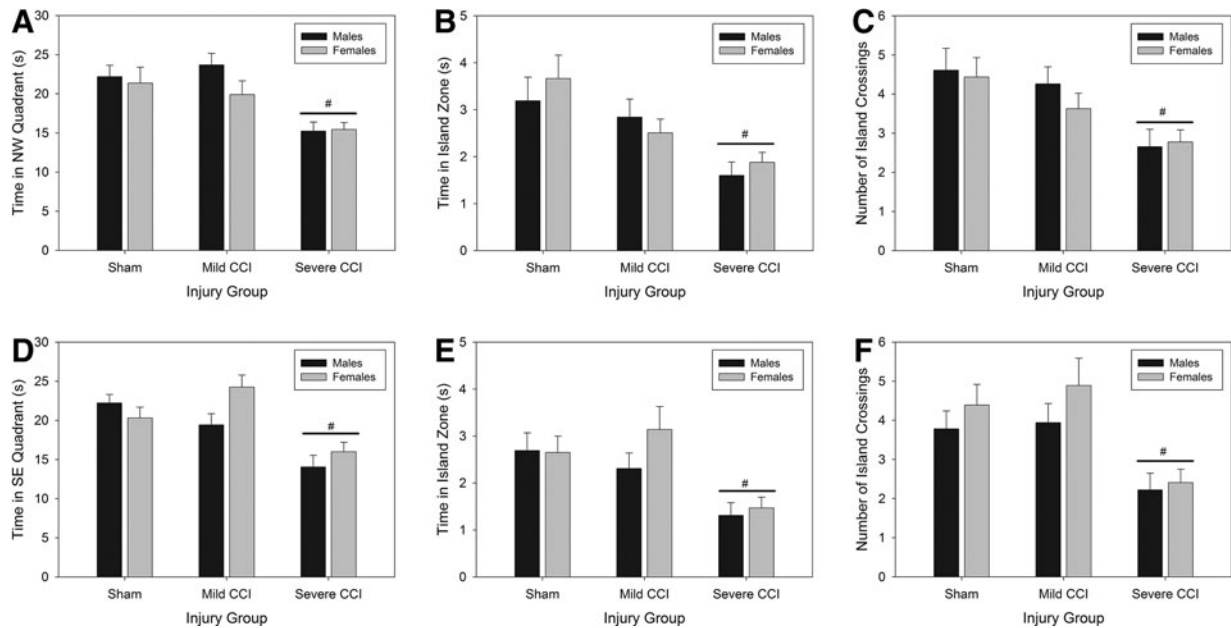 A
Time in NW Quadrant (s)
30
25
20
15
10
5
0
Males
Females
#
Sham Mild CCI Severe CCI
Injury Group
B
Time in Island Zone (s)
5
4
3
2
1
0
Males
Females
#
Sham Mild CCI Severe CCI
Injury Group
C
Number of Island Crossings
6
5
4
3
2
1
0
Males
Females
#
Sham Mild CCI Severe CCI
Injury Group
D
Time in SE Quadrant (s)
30
25
20
15
10
5
0
Males
Females
#
Sham Mild CCI Severe CCI
Injury Group
E
Time in Island Zone (s)
5
4
3
2
1
0
Males
Females
#
Sham Mild CCI Severe CCI
Injury Group
F
Number of Island Crossings
6
5
4
3
2
1
0
Males
Females
#
Sham Mild CCI Severe CCI
Injury Group